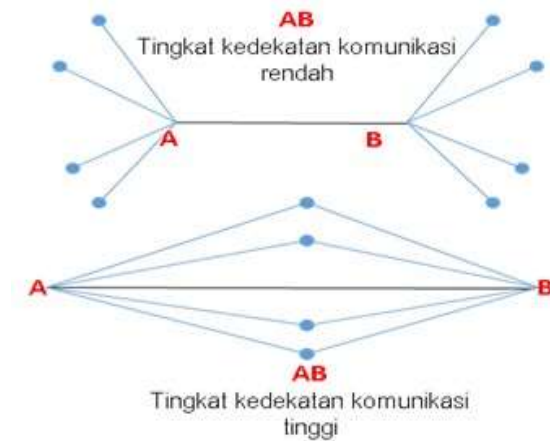 AB
Tingkat kedekatan komunikasi
rendah
A
B
A
B
AB
Tingkat kedekatan komunikasi
tinggi